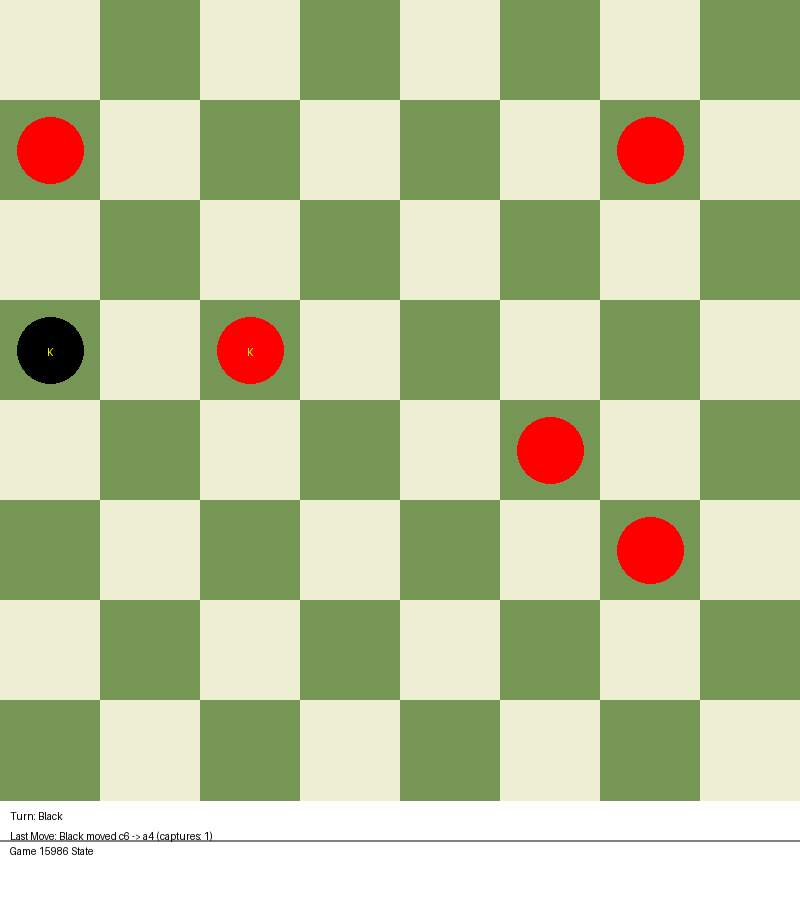 K
K
Turn: Black
Last Move: Black moved c6 -> a4 (captures: 1)
Game 15986 State